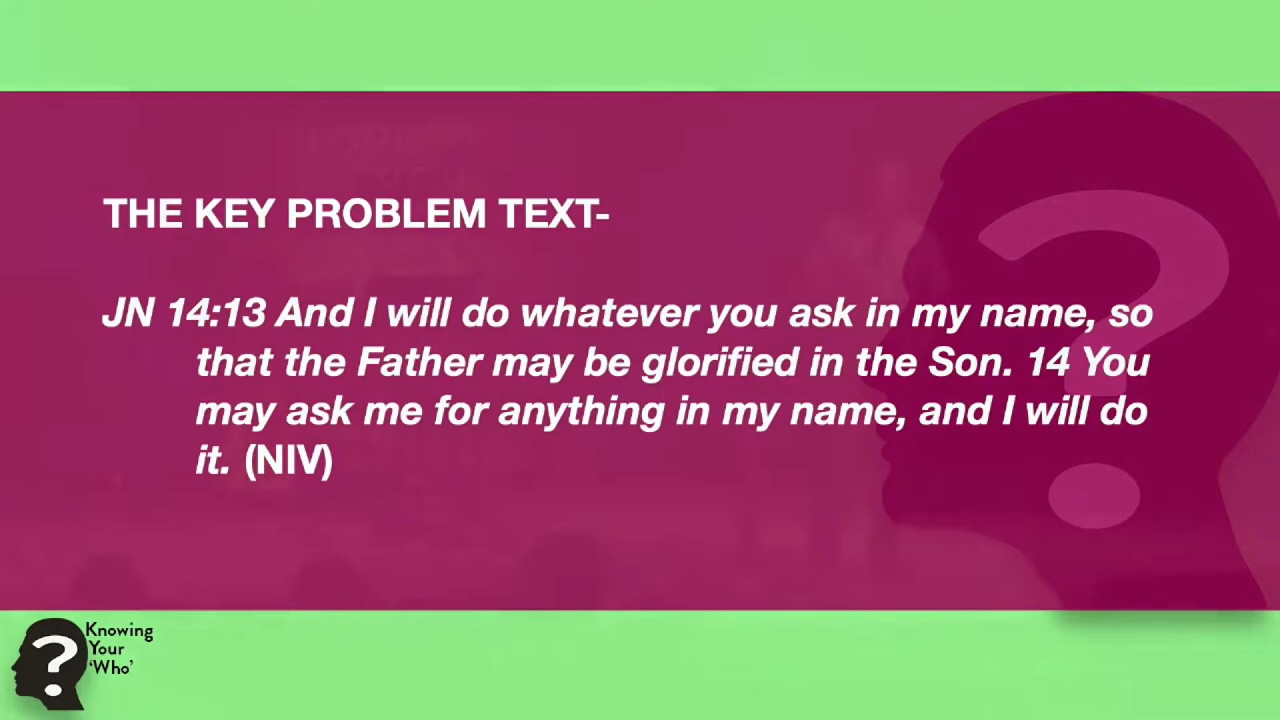 THE KEY PROBLEM TEXT-
JN 14:13 And I will do whatever you ask in my name, so
that the Father may be glorified in the Son. 14 You
may ask me for anything in my name, and I will do
it. (NIV)
Knowing
Your
‘Who’